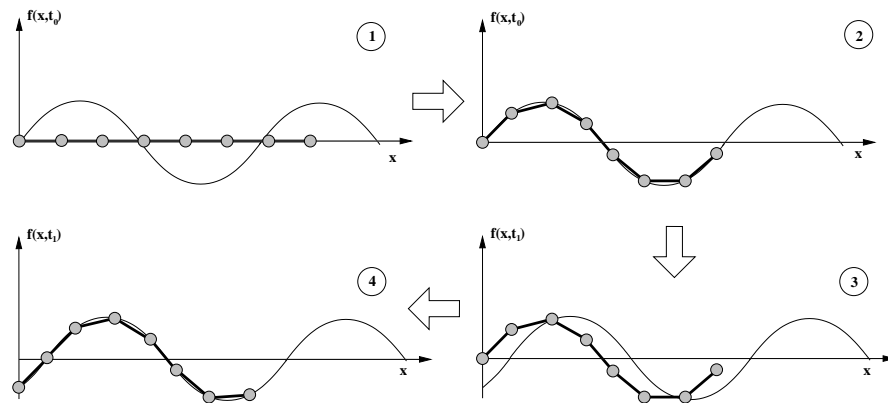 f(x,t₀)
1
x
f(x,t₀)
2
x
f(x,t₁)
4
x
f(x,t₁)
3
x